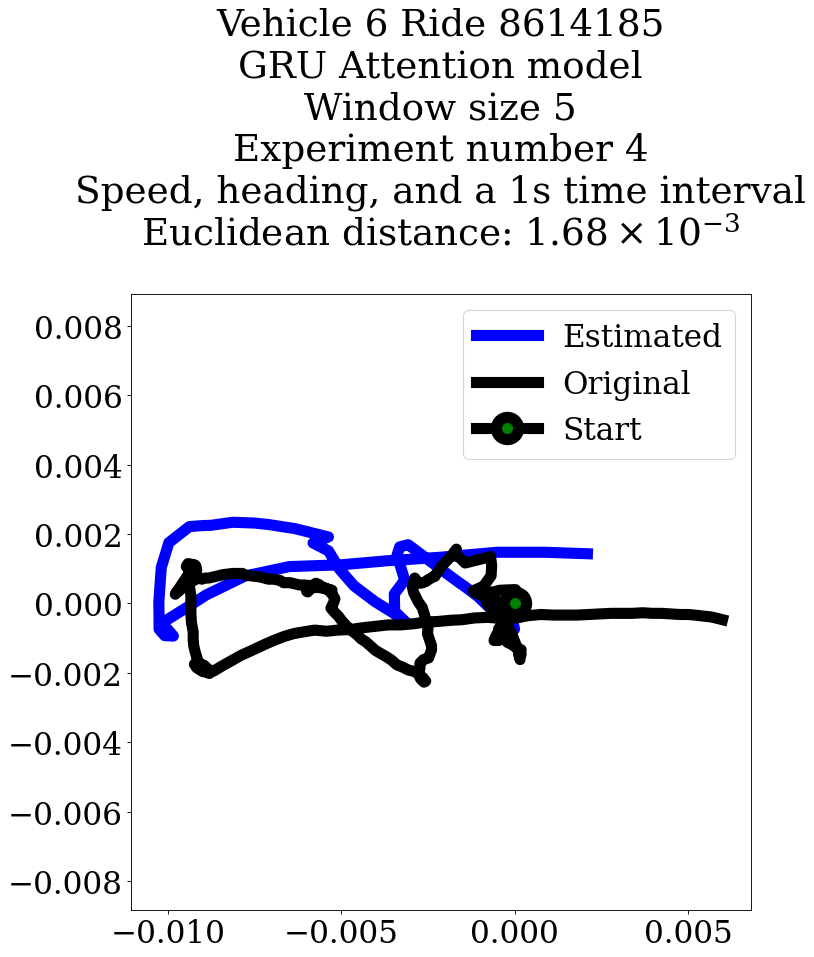 Vehicle 6 Ride 8614185
GRU Attention model
Window size 5
Experiment number 4
Speed, heading, and a 1s time interval
Euclidean distance: 1.68 × 10⁻³
Estimated
Original
Start
0.008
0.006
0.004
0.002
0.000
−0.002
−0.004
−0.006
−0.008
−0.010 −0.005 0.000 0.005